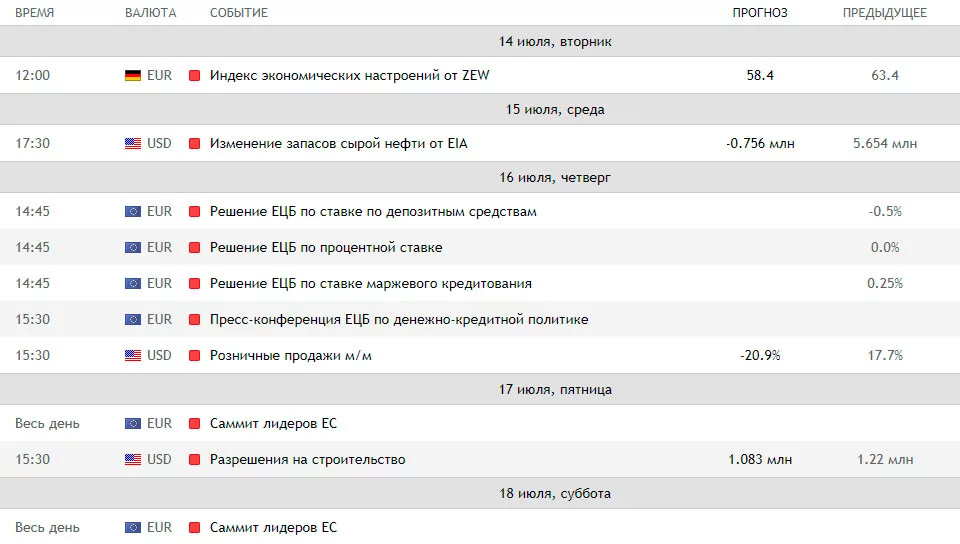 ВРЕМЯ ВАЛЮТА СОБЫТИЕ ПРОГНОЗ ПРЕДЫДУЩЕЕ
14 июля, вторник
12:00 EUR Индекс экономических настроений от ZEW 58.4 63.4
15 июля, среда
17:30 USD Изменение запасов сырой нефти от EIA -0.756 млн 5.654 млн
16 июля, четверг
14:45 EUR Решение ЕЦБ по ставке по депозитным средствам -0.5%
14:45 EUR Решение ЕЦБ по процентной ставке 0.0%
14:45 EUR Решение ЕЦБ по ставке маржевого кредитования 0.25%
15:30 EUR Пресс-конференция ЕЦБ по денежно-кредитной политике
15:30 USD Розничные продажи м/м -20.9% 17.7%
17 июля, пятница
Весь день EUR Саммит лидеров ЕС
15:30 USD Разрешения на строительство 1.083 млн 1.22 млн
18 июля, суббота
Весь день EUR Саммит лидеров ЕС